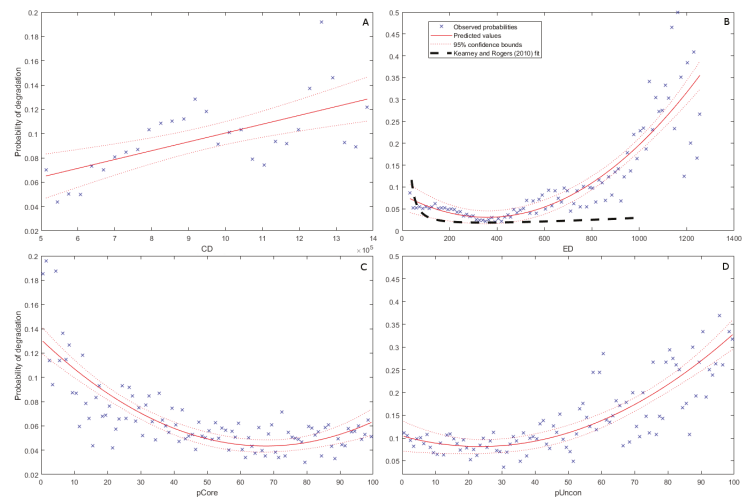 A
Probability of degradation
0.2
0.18
0.16
0.14
0.12
0.1
0.08
0.06
0.04
0.02
5 6 7 8 9 10 11 12 13 14
CD
× 10⁵
B
Observed probabilities
Predicted values
95% confidence bounds
Kearney and Rogers (2010) fit
0.5
0.45
0.4
0.35
0.3
0.25
0.2
0.15
0.1
0.05
0
0 200 400 600 800 1000 1200 1400
ED
C
Probability of degradation
0.2
0.18
0.16
0.14
0.12
0.1
0.08
0.06
0.04
0.02
0 10 20 30 40 50 60 70 80 90 100
pCore
D
0.5
0.45
0.4
0.35
0.3
0.25
0.2
0.15
0.1
0.05
0 10 20 30 40 50 60 70 80 90 100
pUncon